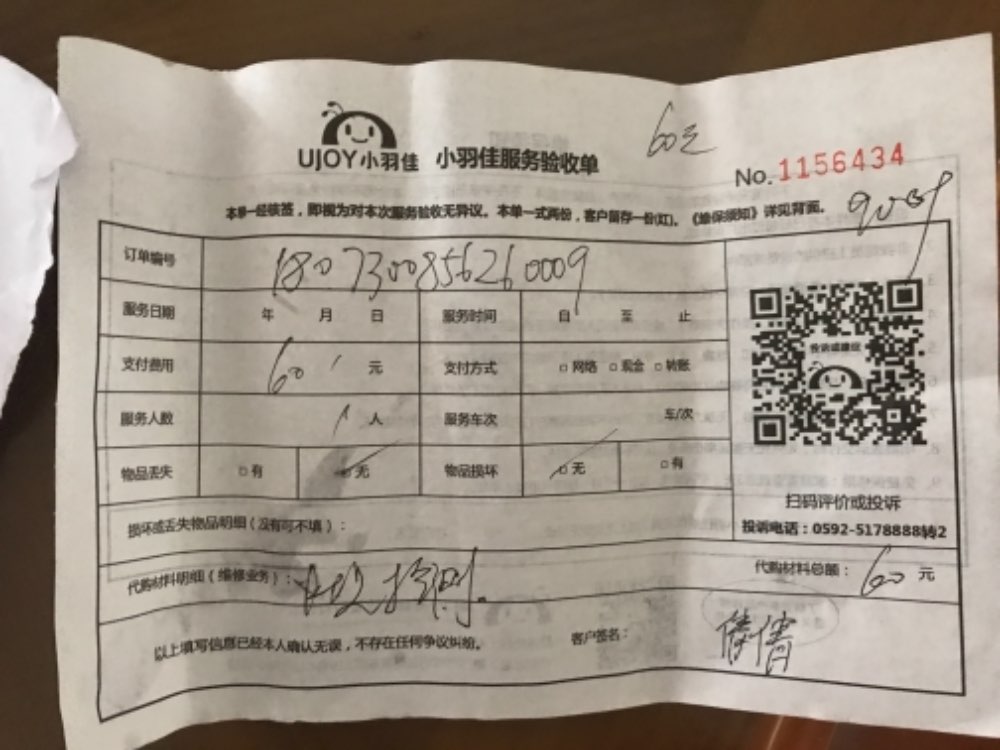 60元
UJOY小羽佳 小羽佳服务验收单
No. 1156434
本单一经核签，即视为对本次服务验收无异议。本单一式两份，客户留存一份(红)。《维保须知》详见背面。
订单编号 1807300856260009
服务日期 年 月 日 服务时间 自 至 止
支付费用 60 元 支付方式 □网络 □现金 □转账
服务人数 1 人 服务车次 车/次
物品丢失 □有 □无 物品损坏 □无 □有
投诉或建议
扫码评价或投诉
投诉电话：0592-5178888转2
损坏或丢失物品明细（没有可不填）：
代购材料明细（维修业务）： 检测. 代购材料总额： 60 元
以上填写信息已经本人确认无误，不存在任何争议纠纷。 客户签名： 倩倩